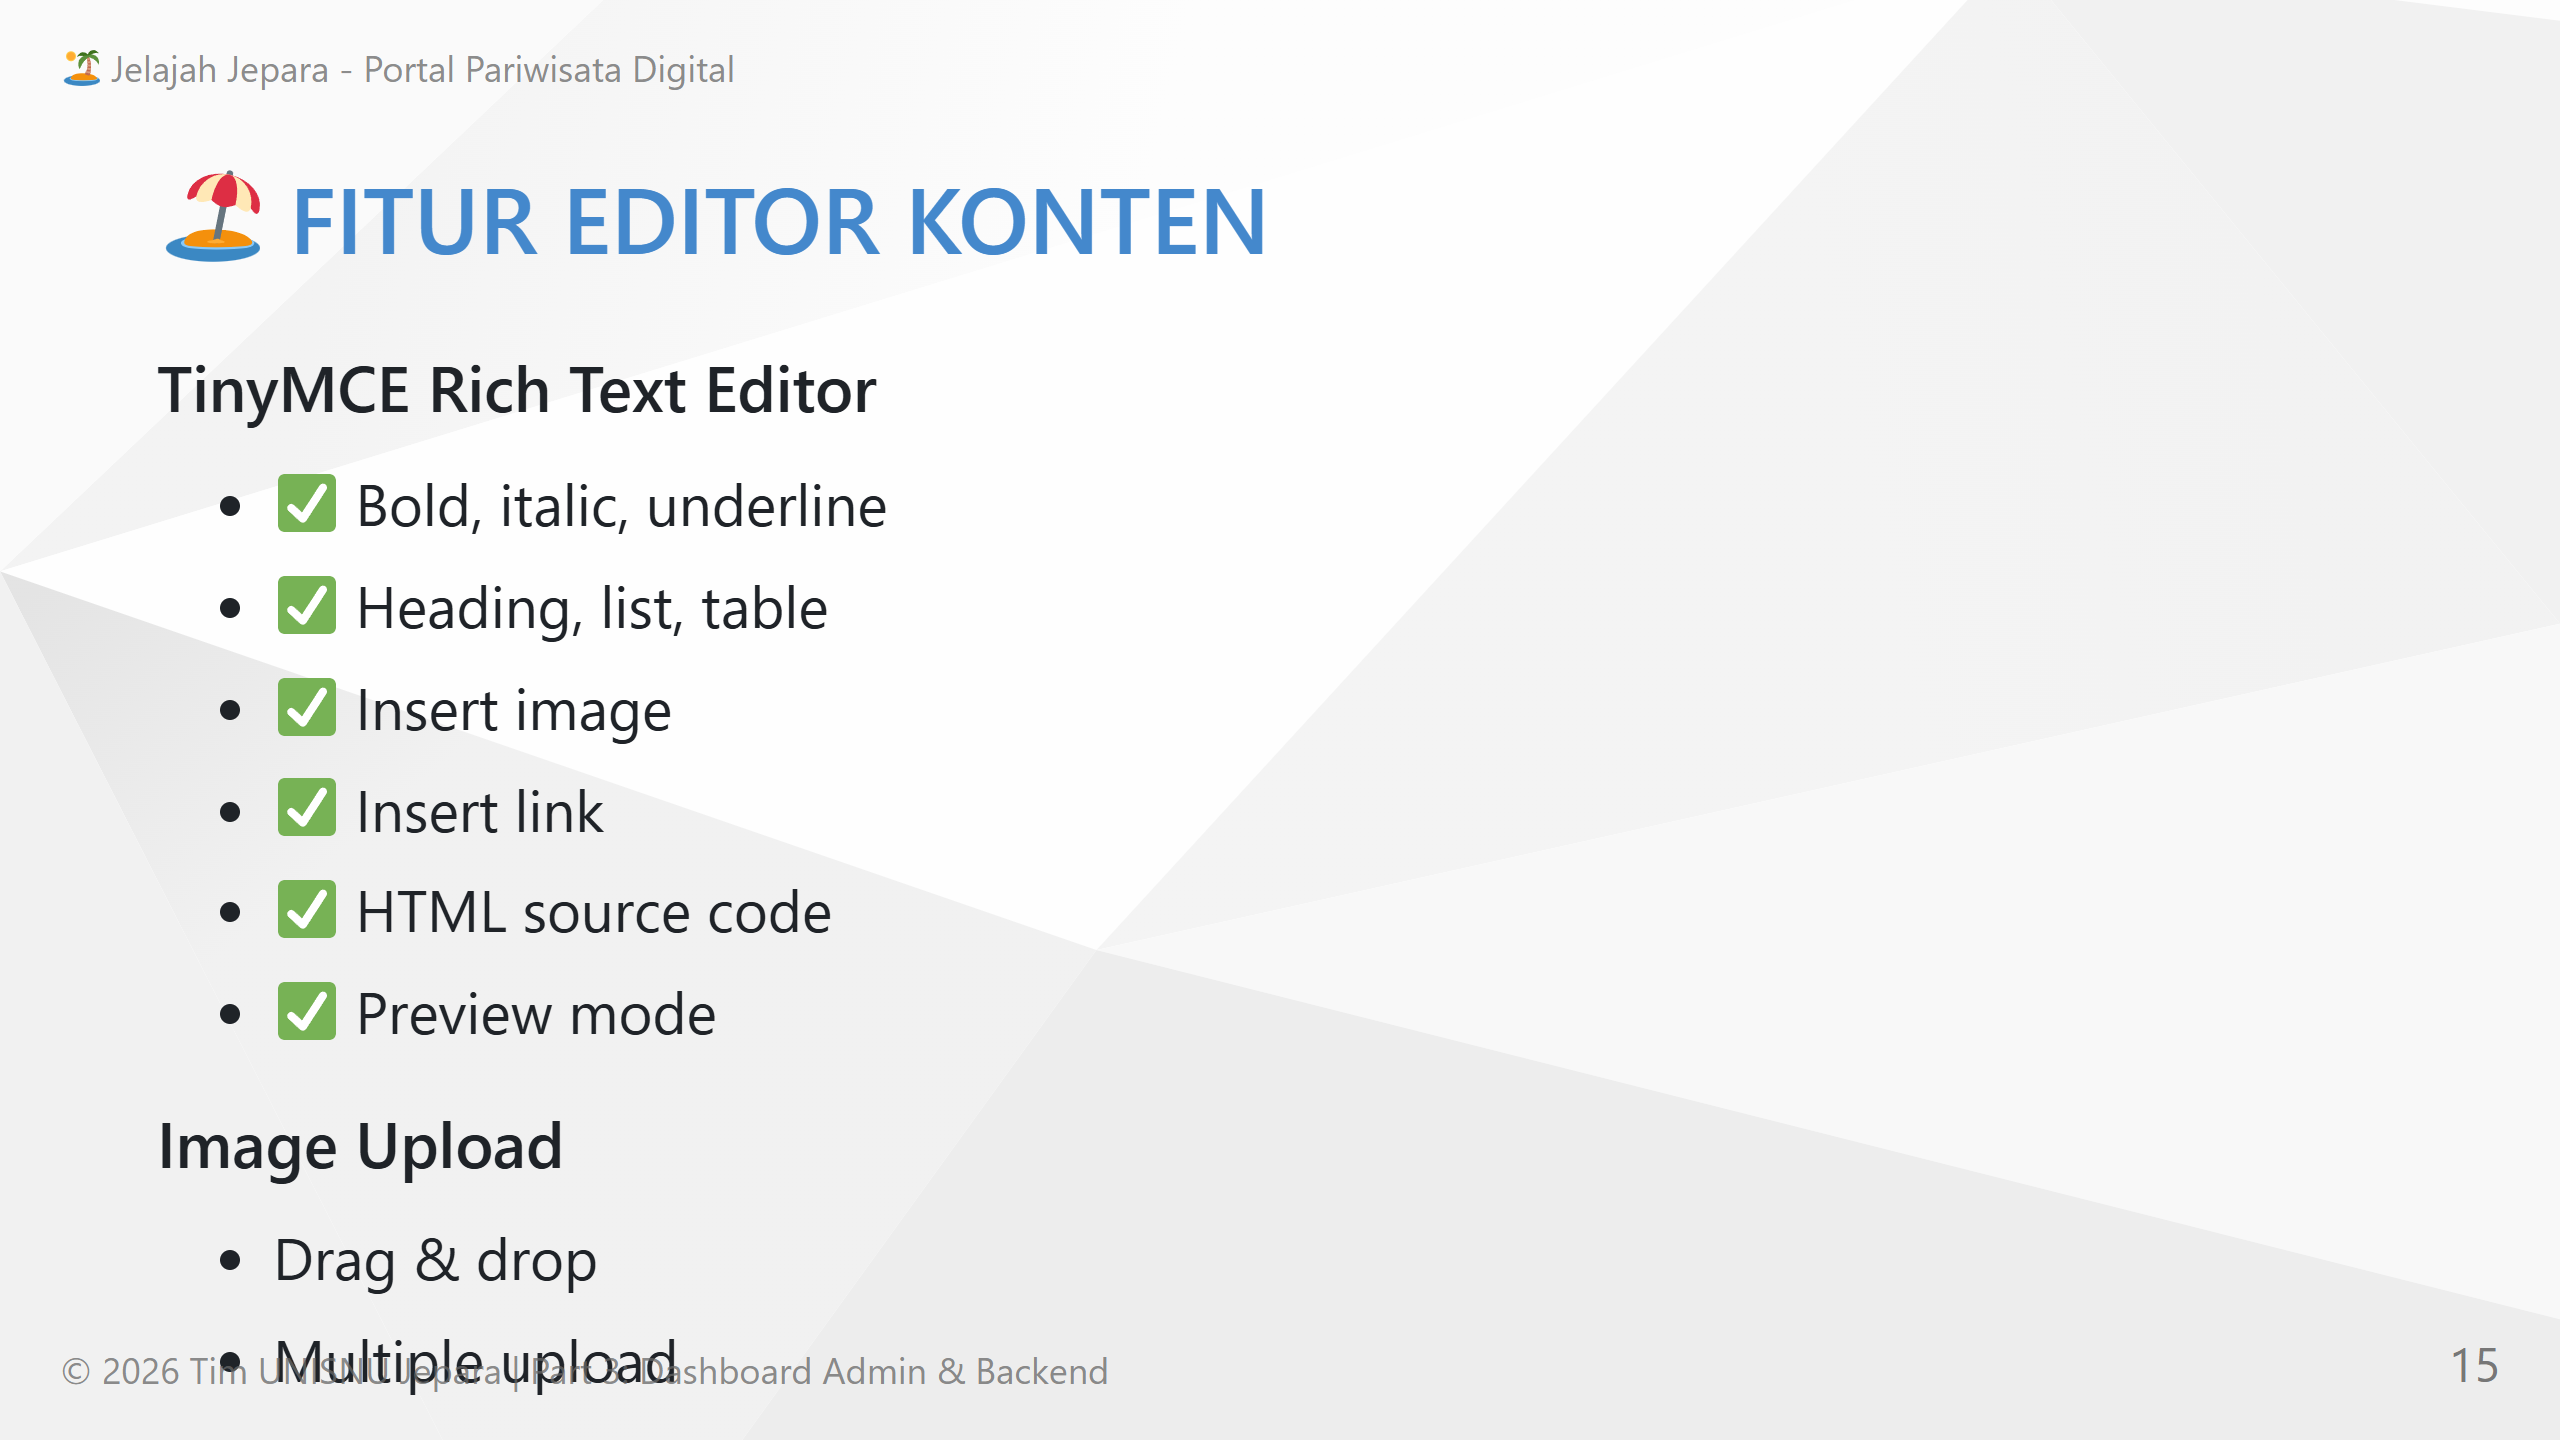 Jelajah Jepara - Portal Pariwisata Digital
FITUR EDITOR KONTEN
TinyMCE Rich Text Editor
• ✅ Bold, italic, underline
• ✅ Heading, list, table
• ✅ Insert image
• ✅ Insert link
• ✅ HTML source code
• ✅ Preview mode
Image Upload
• Drag & drop
• Multiple upload
© 2026 Tim UNISNU Jepara | Part 3: Dashboard Admin & Backend
15